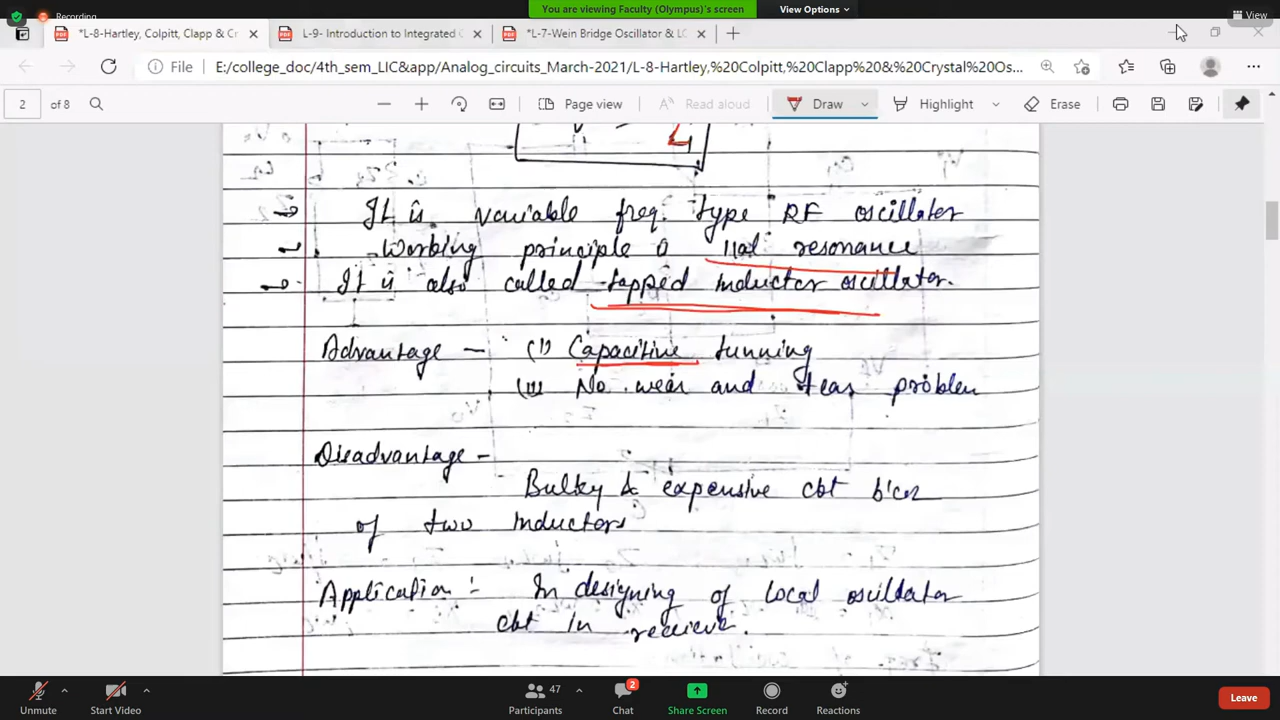 Recording
You are viewing Faculty (Olympus)'s screen
View Options
View
*L-8-Hartley, Colpitt, Clapp & Cr
L-9- Introduction to Integrated C
*L-7-Wein Bridge Oscillator & LC
File
E:/college_doc/4th_sem_LIC&app/Analog_circuits_March-2021/L-8-Hartley,%20Colpitt,%20Clapp%20&%20Crystal%20Os...
2 of 8
Page view
Read aloud
Draw
Highlight
Erase
It is variable freq. type RF oscillator
Working principle o llal resonance
It is also called tapped inductor oscillator.
Advantage - (i) Capacitive tunning
(ii) No wear and tear problem
Disadvantage -
Bulky & expensive ckt b'coz
of two inductors
Application :- In designing of local oscillator
ckt in reciever.
Unmute
Start Video
47
Participants
2
Chat
Share Screen
Record
Reactions
Leave